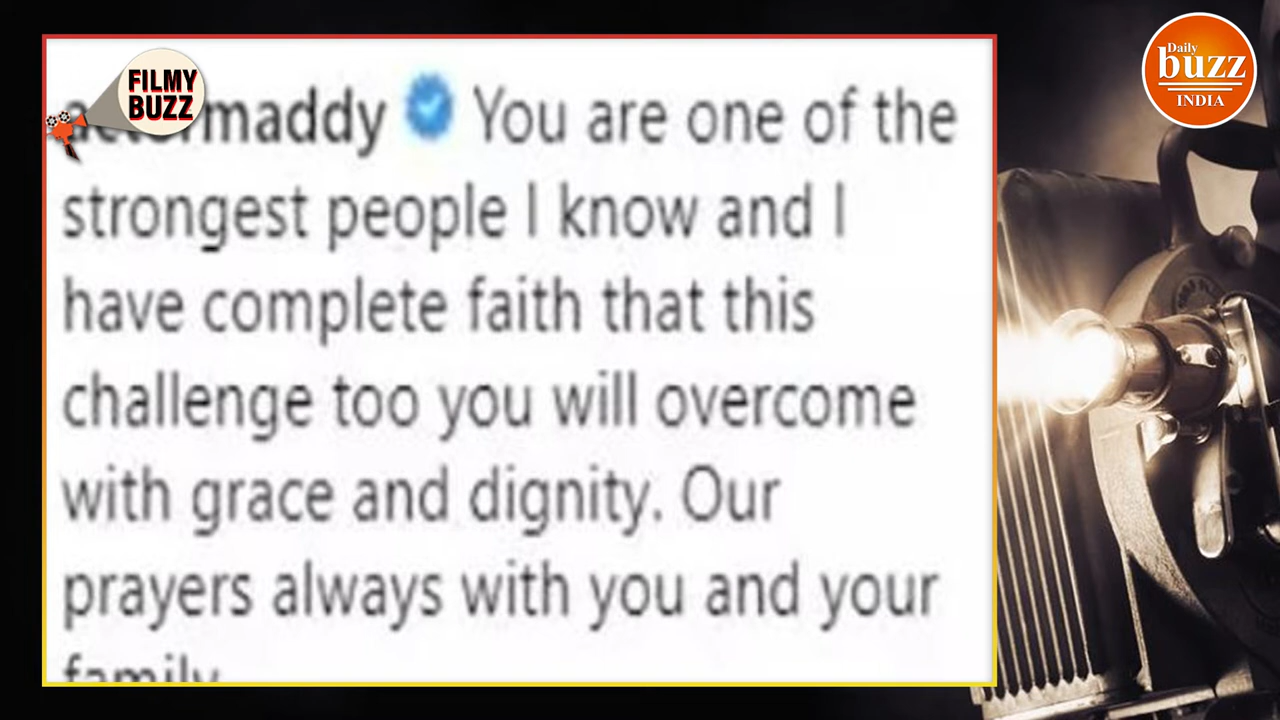 FILMY
BUZZ
Daily
buzz
INDIA
maddy You are one of the
strongest people I know and I
have complete faith that this
challenge too you will overcome
with grace and dignity. Our
prayers always with you and your
family